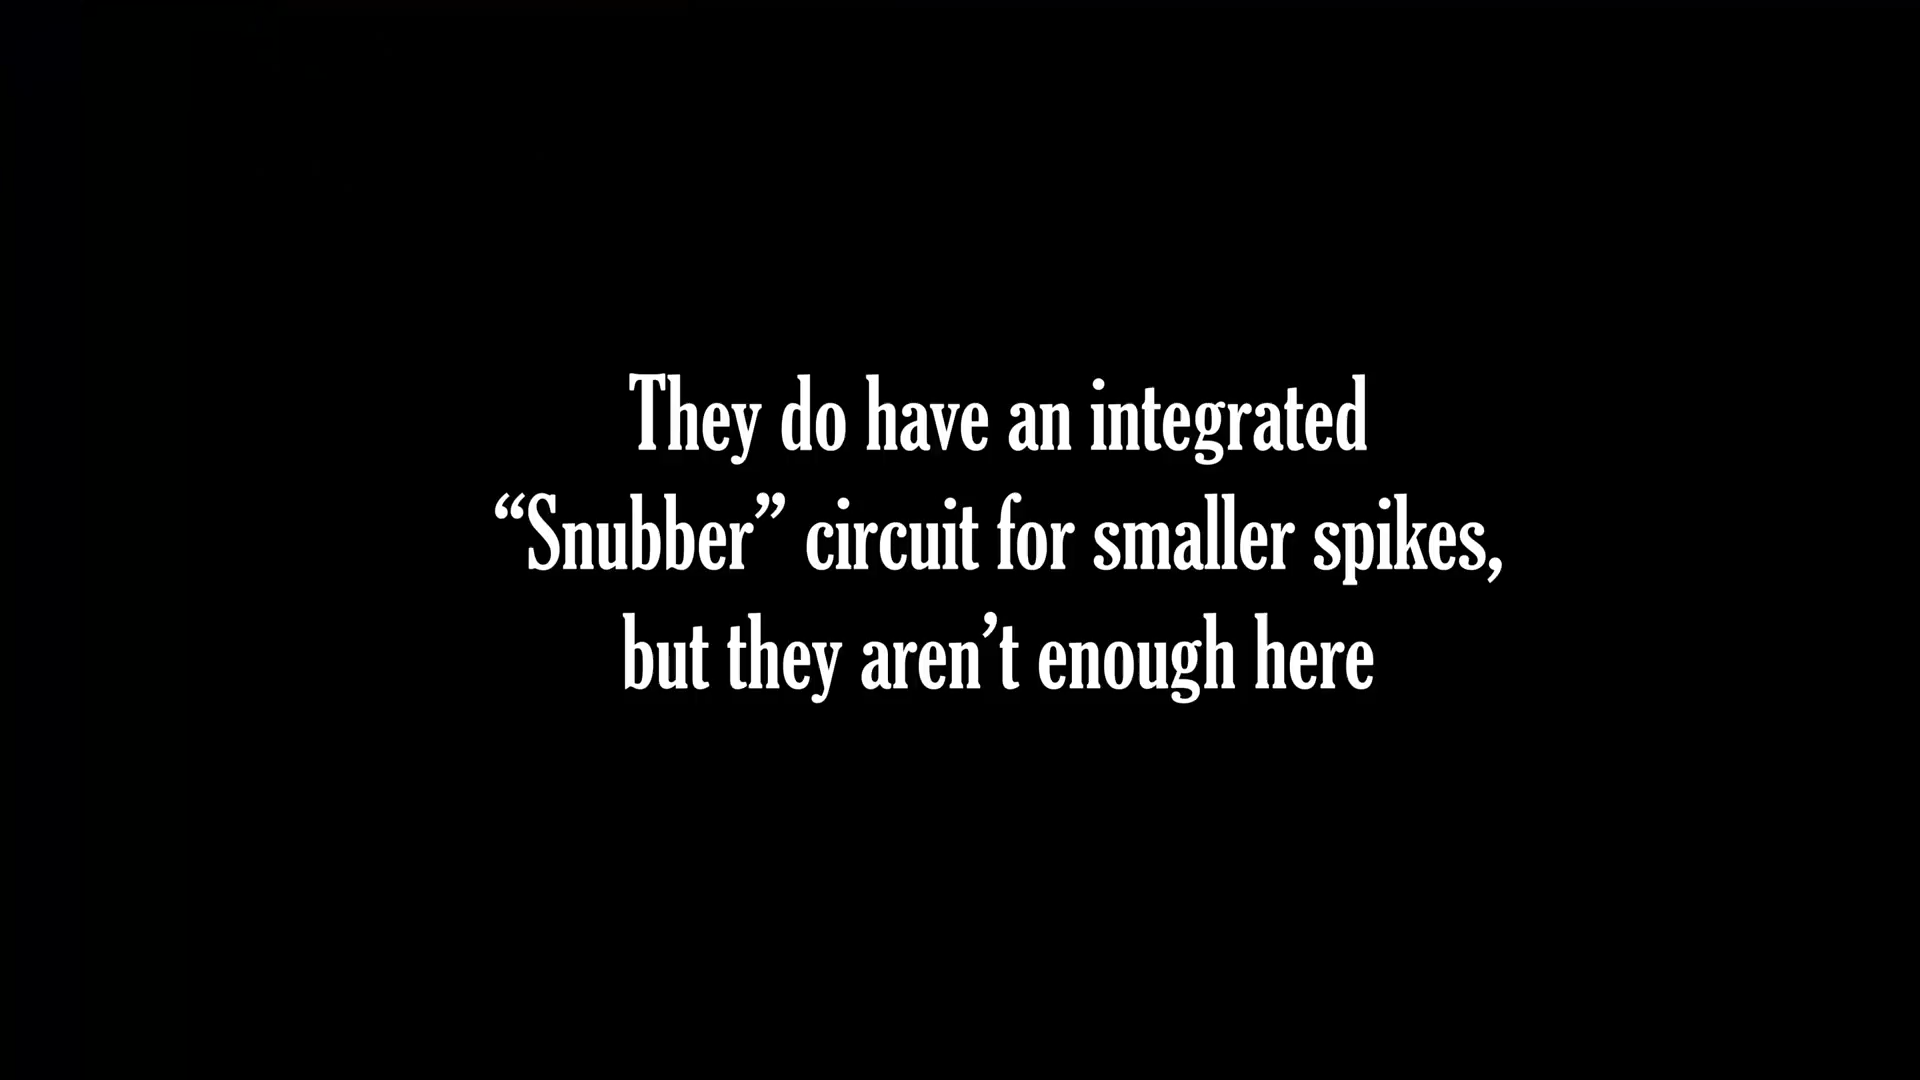 They do have an integrated
“Snubber” circuit for smaller spikes,
but they aren’t enough here